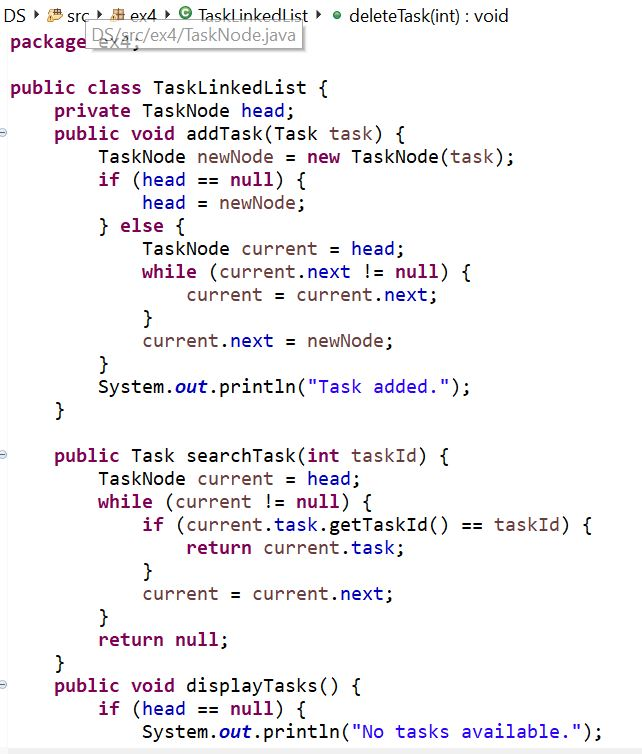 DS src ex4 TaskLinkedList deleteTask(int) : void
DS/src/ex4/TaskNode.java
package ex4;
public class TaskLinkedList {
    private TaskNode head;
    public void addTask(Task task) {
        TaskNode newNode = new TaskNode(task);
        if (head == null) {
            head = newNode;
        } else {
            TaskNode current = head;
            while (current.next != null) {
                current = current.next;
            }
            current.next = newNode;
        }
        System.out.println("Task added.");
    }
    public Task searchTask(int taskId) {
        TaskNode current = head;
        while (current != null) {
            if (current.task.getTaskId() == taskId) {
                return current.task;
            }
            current = current.next;
        }
        return null;
    }
    public void displayTasks() {
        if (head == null) {
            System.out.println("No tasks available.");